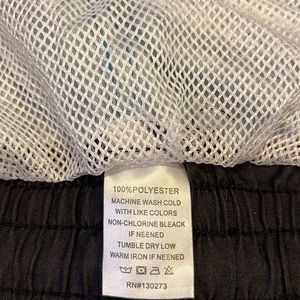 100%POLYESTER
MACHINE WASH COLD
WITH LIKE COLORS
NON-CHLORINE BLEACK
IF NEENED
TUMBLE DRY LOW
WARM IRON IF NEENED
RN#130273